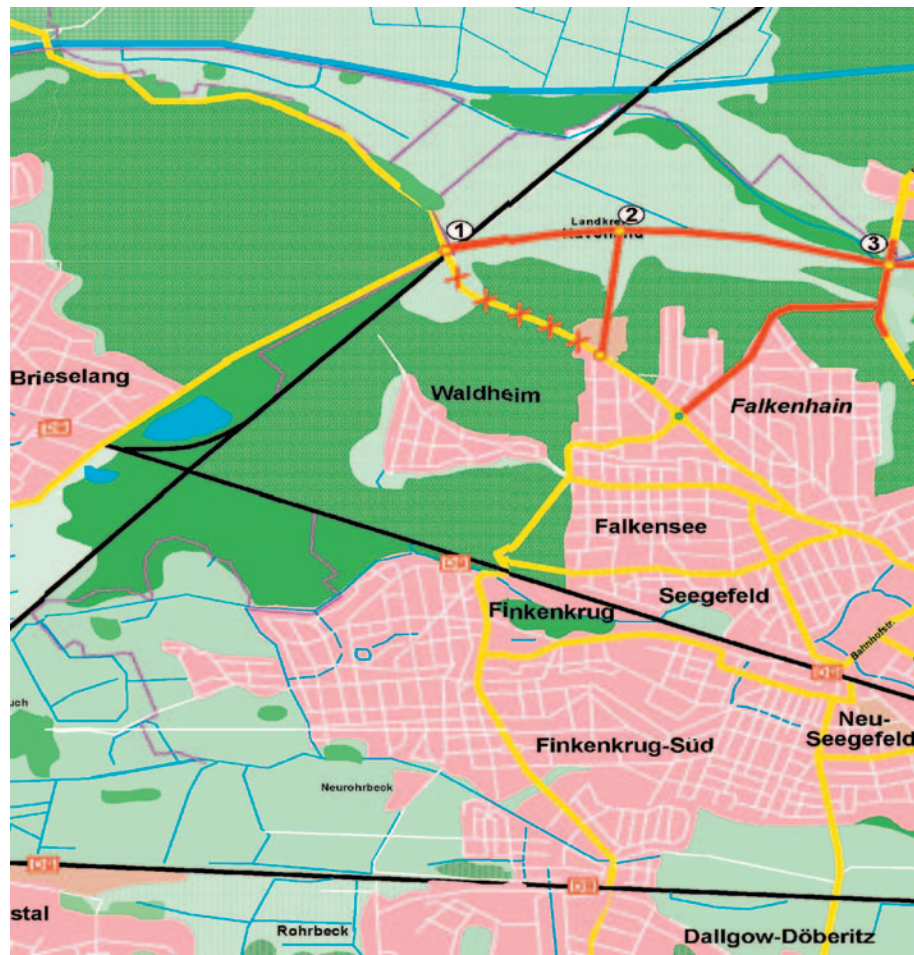 1
Landkreis
2
Havelland
3
Brieselang
Waldheim
Falkenhain
Falkensee
Seegefeld
Finkenkrug
Bahnhofstr.
uch
Neu-
Seegefeld
Finkenkrug-Süd
Neurohrbeck
stal
Rohrbeck
Dallgow-Döberitz